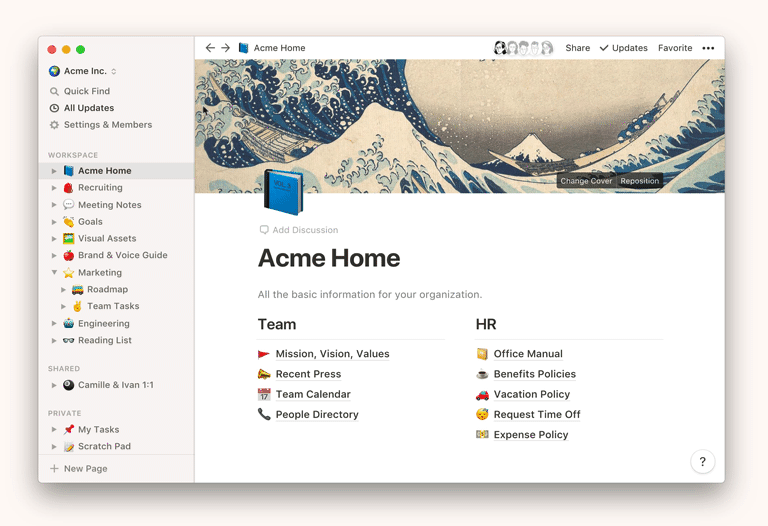 Acme Inc.
Quick Find
All Updates
Settings & Members
WORKSPACE
Acme Home
Recruiting
Meeting Notes
Goals
Visual Assets
Brand & Voice Guide
Marketing
Roadmap
Team Tasks
Engineering
Reading List
SHARED
Camille & Ivan 1:1
PRIVATE
My Tasks
Scratch Pad
New Page
Acme Home
Share
Updates
Favorite
Change Cover
Reposition
Add Discussion
Acme Home
All the basic information for your organization.
Team
Mission, Vision, Values
Recent Press
Team Calendar
People Directory
HR
Office Manual
Benefits Policies
Vacation Policy
Request Time Off
Expense Policy
?